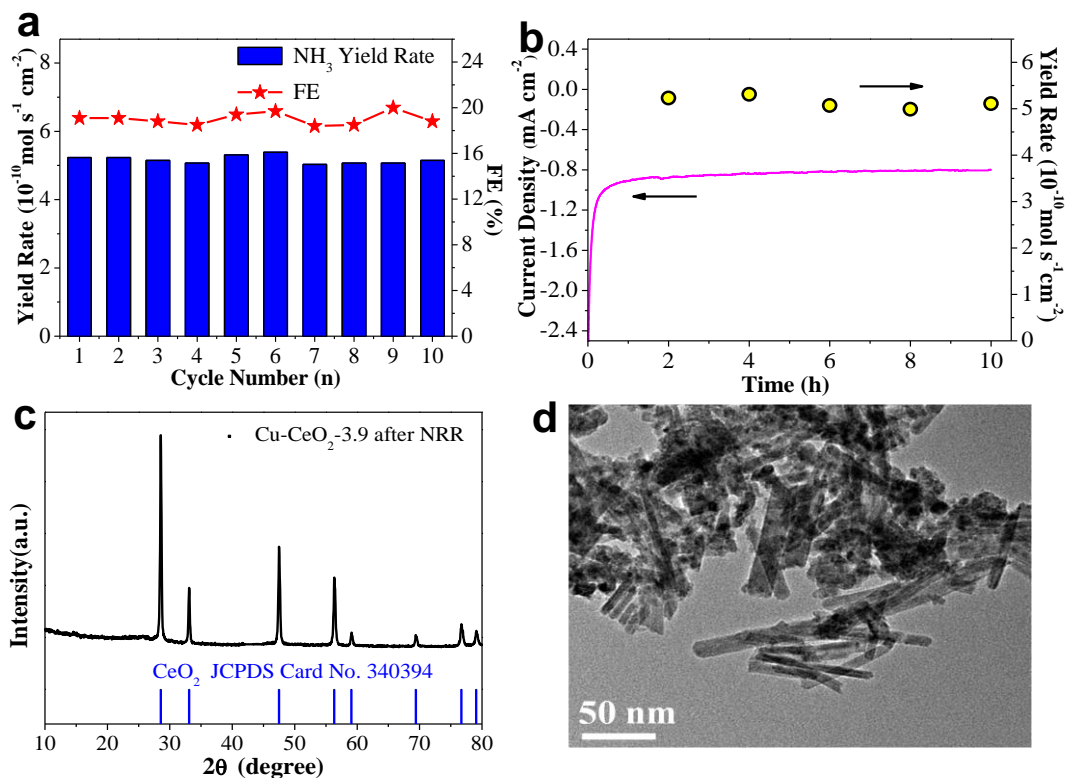 a
NH3 Yield Rate
FE
Yield Rate (10-10 mol s-1 cm-2)
0
2
4
6
8
FE (%)
0
4
8
12
16
20
24
1 2 3 4 5 6 7 8 9 10
Cycle Number (n)
b
Current Density (mA cm-2)
0.4
0.0
-0.4
-0.8
-1.2
-1.6
-2.0
-2.4
Yield Rate (10-10 mol s-1 cm-2)
6
5
4
3
2
1
0
0 2 4 6 8 10
Time (h)
c
Cu-CeO2-3.9 after NRR
Intensity(a.u.)
CeO2 JCPDS Card No. 340394
10 20 30 40 50 60 70 80
2θ (degree)
d
50 nm